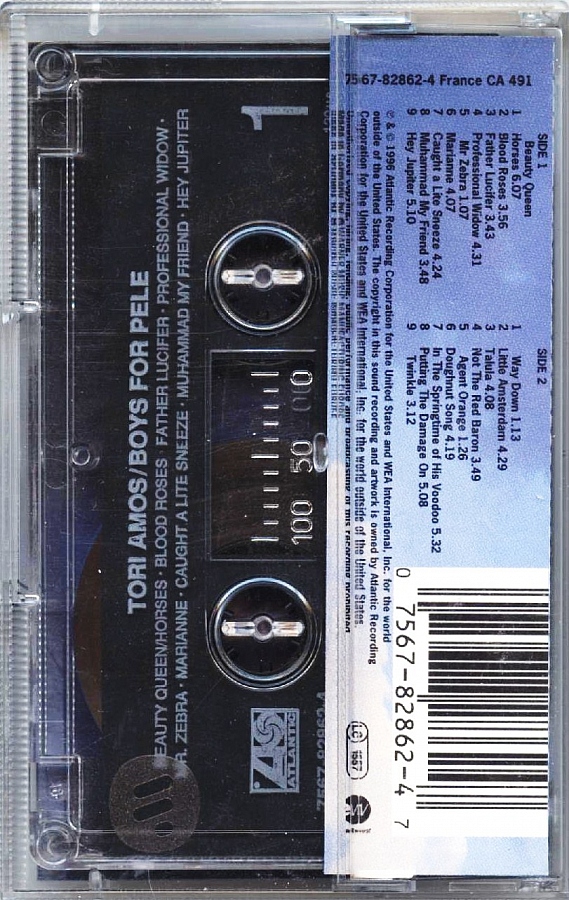 7567-82862-4 France CA 491
SIDE 1
Beauty Queen
1 Horses 6.07
2 Blood Roses 3.56
3 Father Lucifer 3.43
4 Professional Widow 4.31
5 Mr Zebra 1.07
6 Marianne 4.07
7 Caught a Lite Sneeze 4.24
8 Muhammad My Friend 3.48
9 Hey Jupiter 5.10
SIDE 2
1 Way Down 1.13
2 Little Amsterdam 4.29
3 Talula 4.08
4 Not The Red Baron 3.49
5 Agent Orange 1.26
6 Doughnut Song 4.19
7 In The Springtime of His Voodoo 5.32
8 Putting The Damage On 5.08
9 Twinkle 3.12
℗ & © 1996 Atlantic Recording Corporation for the United States and WEA International, Inc. for the world
outside of the United States. The copyright in this sound recording and artwork is owned by Atlantic Recording
Corporation for the United States and WEA International, Inc. for the world outside of the United States.
0 7567-82862-4 7
LC 1557
1
100 50 0
TORI AMOS/BOYS FOR PELE
EAUTY QUEEN/HORSES · BLOOD ROSES · FATHER LUCIFER · PROFESSIONAL WIDOW ·
R. ZEBRA · MARIANNE · CAUGHT A LITE SNEEZE · MUHAMMAD MY FRIEND · HEY JUPITER
ATLANTIC
7567-82862-4